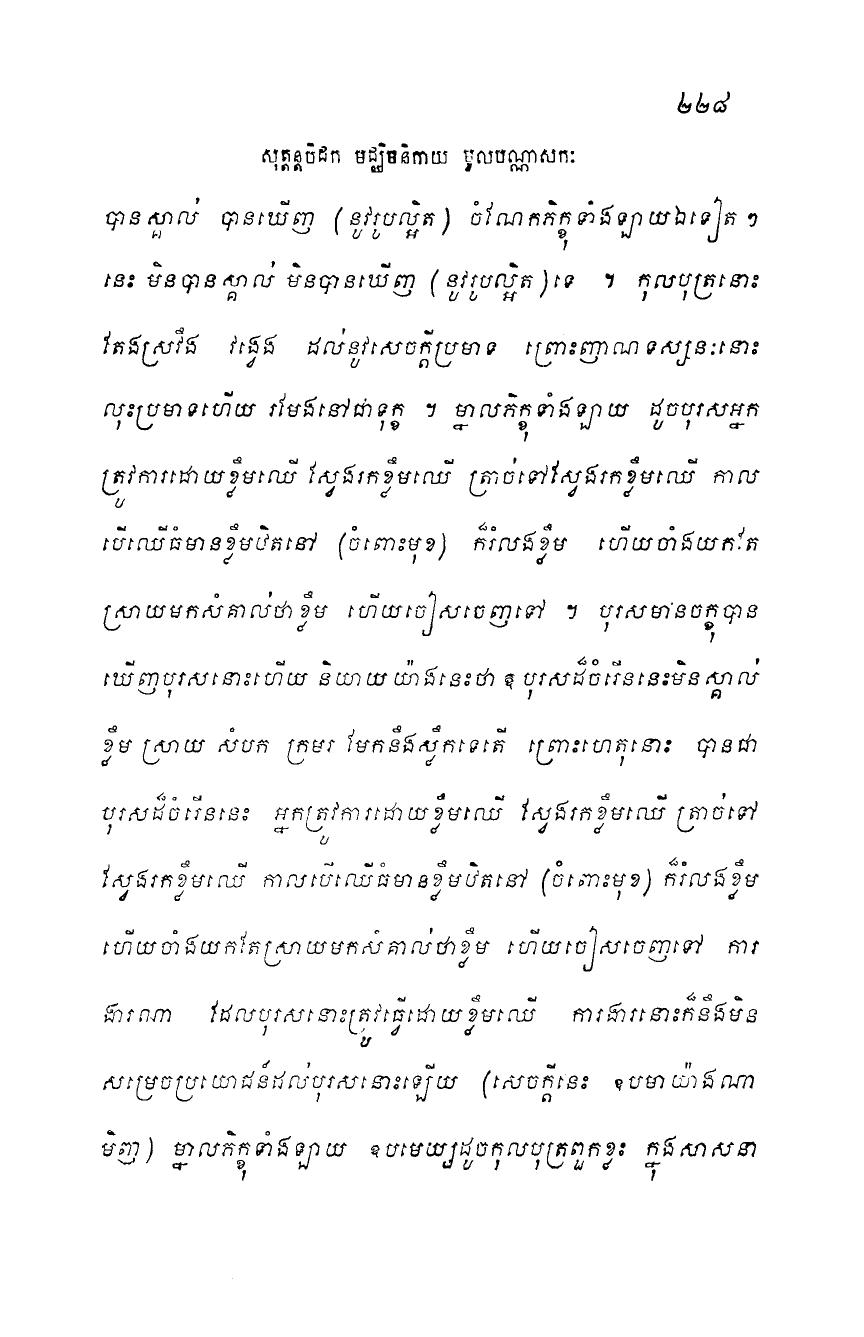 ២២៨
សុត្តន្តបិដក មជ្ឈិមនិកាយ មូលបណ្ណាសកៈ
បានស្គាល់ បានឃើញ (នូវរូបល្អិត) ចំណែកភិក្ខុទាំងឡាយឯទៀត ៗ
នេះ មិនបានស្គាល់ មិនបានឃើញ (នូវរូបល្អិត) ទេ ។ កុលបុត្រនោះ
តែងស្រវឹង វង្វេង ដល់នូវសេចក្តីប្រមាទ ព្រោះញាណទស្សនៈនោះ
លុះប្រមាទហើយ រមែងនៅជាទុក្ខ ។ ម្នាលភិក្ខុទាំងឡាយ ដូចបុរសអ្នក
ត្រូវការដោយខ្លឹមឈើ ស្វែងរកខ្លឹមឈើ ត្រាច់ទៅស្វែងរកខ្លឹមឈើ កាល
បើឈើធំមានខ្លឹមឋិតនៅ (ចំពោះមុខ) ក៏រំលងខ្លឹម ហើយចាំងយកតែ
ស្រាយមកសំគាល់ថាខ្លឹម ហើយចៀសចេញទៅ ។ បុរសមានចក្ខុបាន
ឃើញបុរសនោះហើយ និយាយយ៉ាងនេះថា ឱ បុរសដ៏ចំរើននេះមិនស្គាល់
ខ្លឹម ស្រាយ សំបក ក្រមរ មែកនឹងស្លឹកទេតើ ព្រោះហេតុនោះ បានជា
បុរសដ៏ចំរើននេះ អ្នកត្រូវការដោយខ្លឹមឈើ ស្វែងរកខ្លឹមឈើ ត្រាច់ទៅ
ស្វែងរកខ្លឹមឈើ កាលបើឈើធំមានខ្លឹមឋិតនៅ (ចំពោះមុខ) ក៏រំលងខ្លឹម
ហើយចាំងយកតែស្រាយមកសំគាល់ថាខ្លឹម ហើយចៀសចេញទៅ ការ
ងារណា ដែលបុរសនោះត្រូវធ្វើដោយខ្លឹមឈើ ការងារនោះក៏នឹងមិន
សម្រេចប្រយោជន៍ដល់បុរសនោះឡើយ (សេចក្តីនេះ ឧបមាយ៉ាងណា
មិញ) ម្នាលភិក្ខុទាំងឡាយ ឧបមេយ្យដូចកុលបុត្រពួកខ្លះ ក្នុងសាសនា